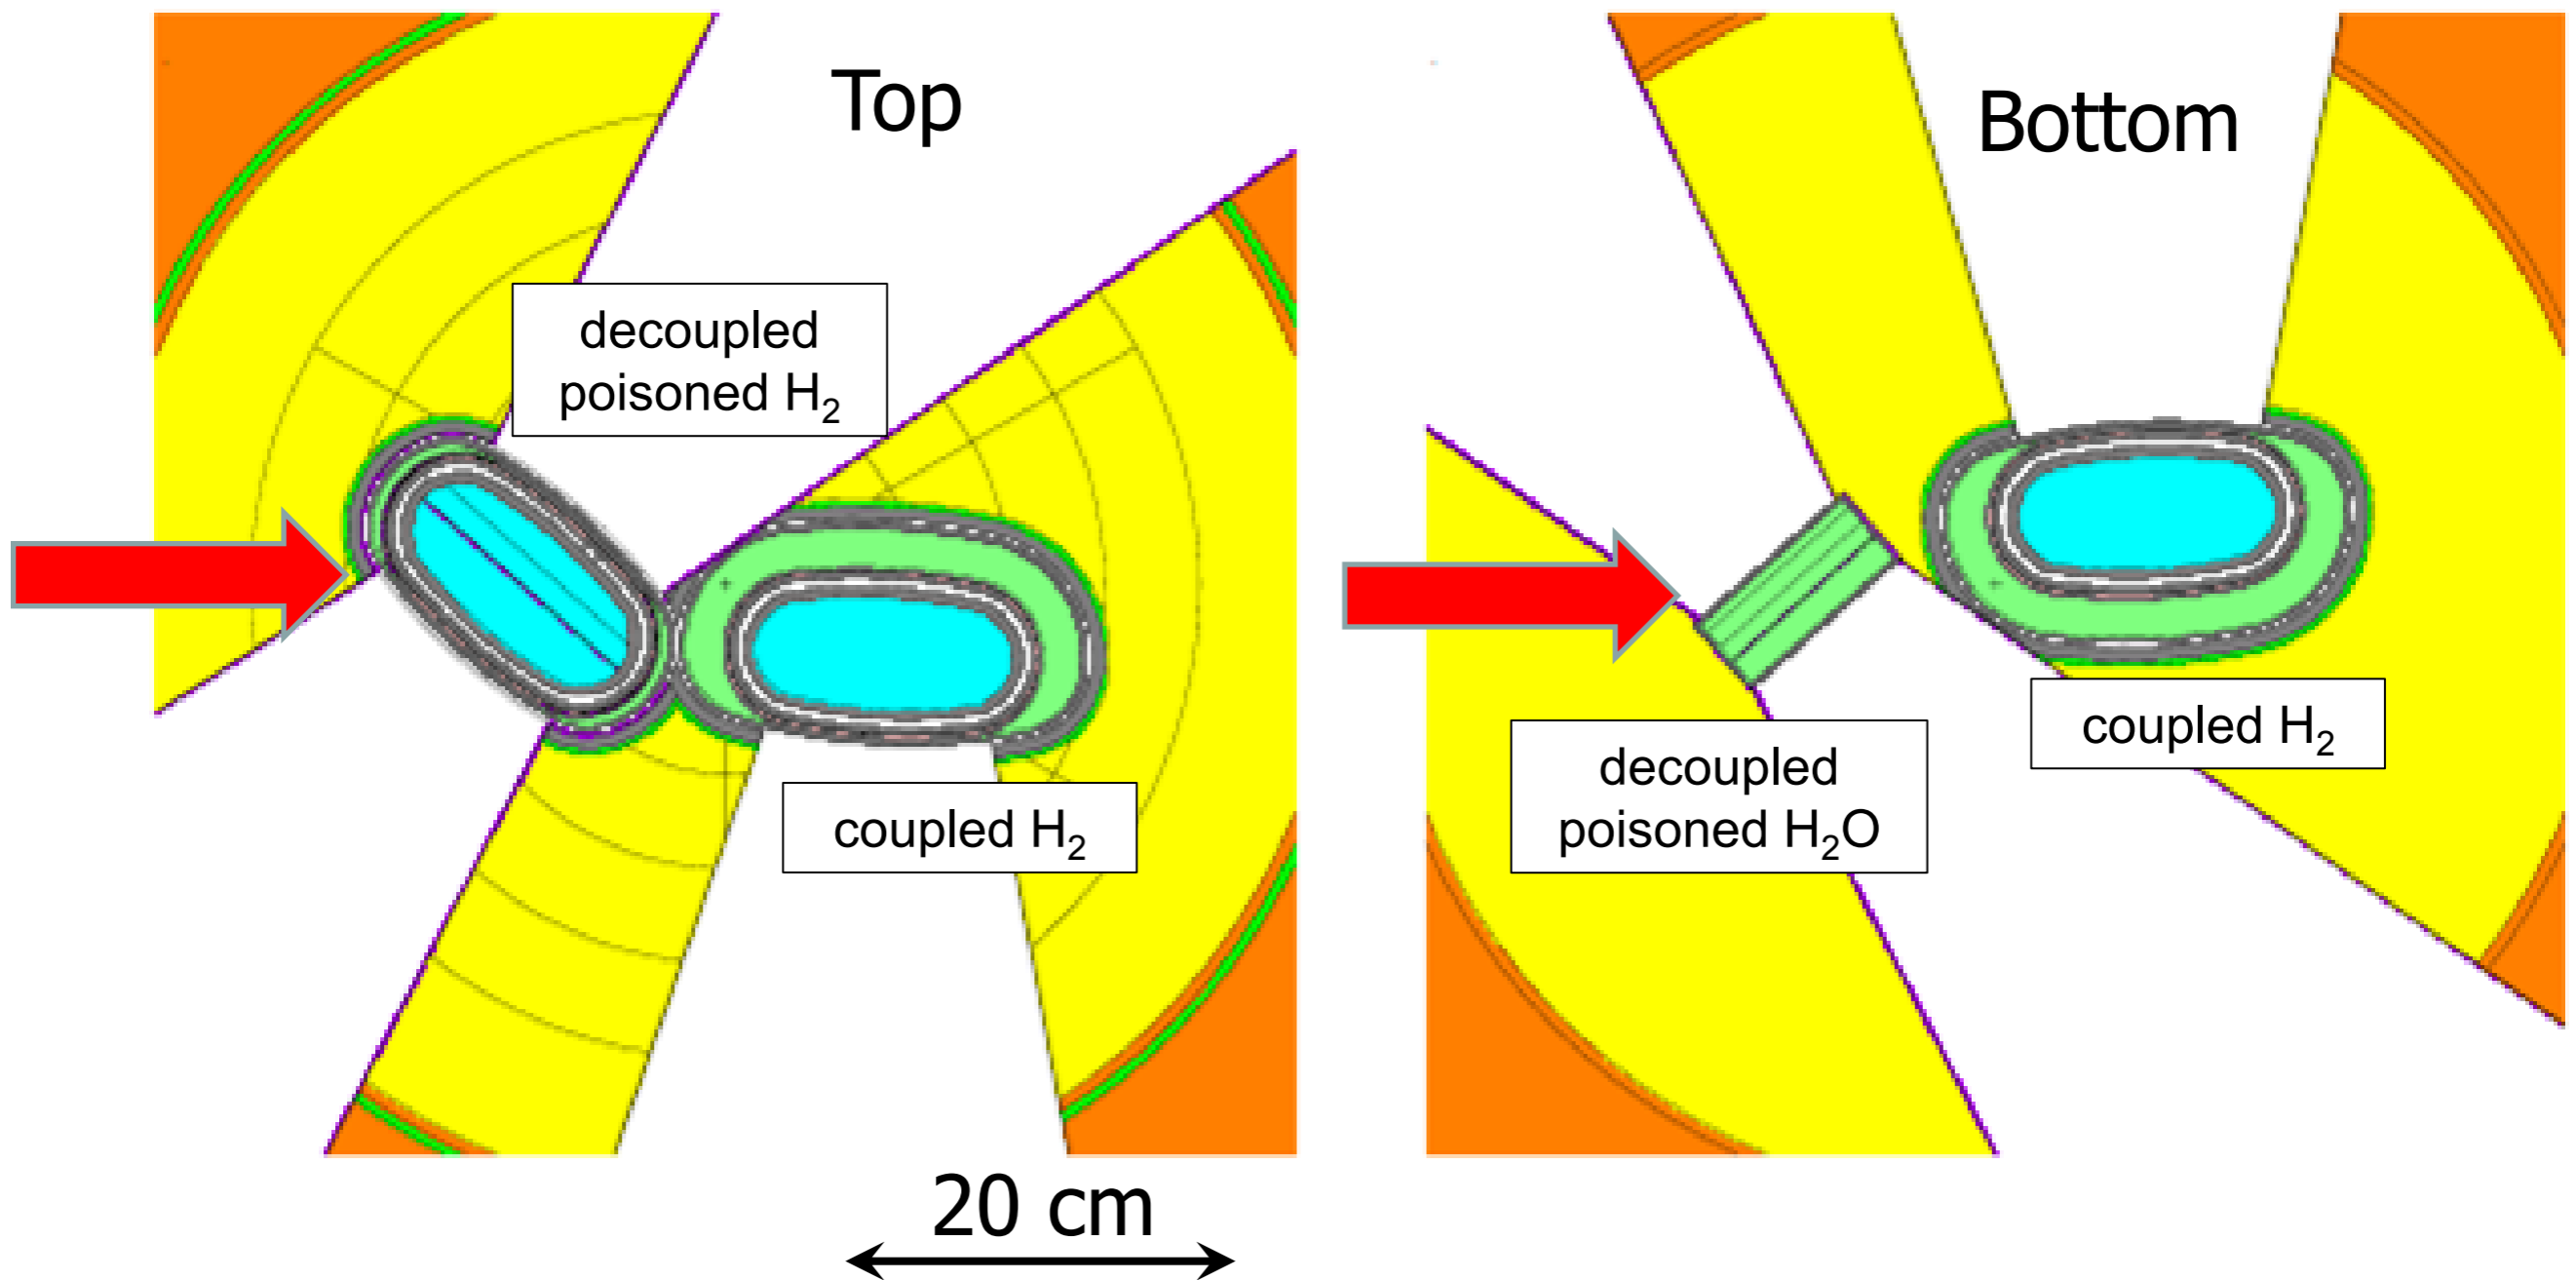 Top
Bottom
decoupled
poisoned H₂
coupled H₂
decoupled
poisoned H₂O
coupled H₂
20 cm